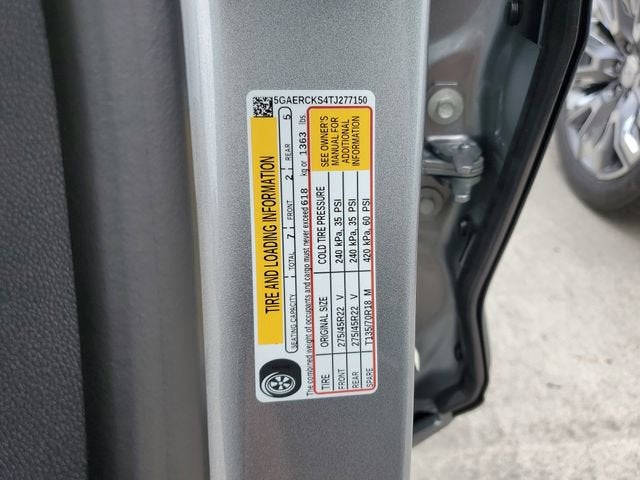 5GAERCKS4TJ277150
TIRE AND LOADING INFORMATION
SEATING CAPACITY TOTAL 7 FRONT 2 REAR 5
The combined weight of occupants and cargo must never exceed 618 kg or 1363 lbs.
TIRE ORIGINAL SIZE COLD TIRE PRESSURE
FRONT 275/45R22 V 240 kPa, 35 PSI
REAR 275/45R22 V 240 kPa, 35 PSI
SPARE T135/70R18 M 420 kPa, 60 PSI
SEE OWNER'S
MANUAL FOR
ADDITIONAL
INFORMATION